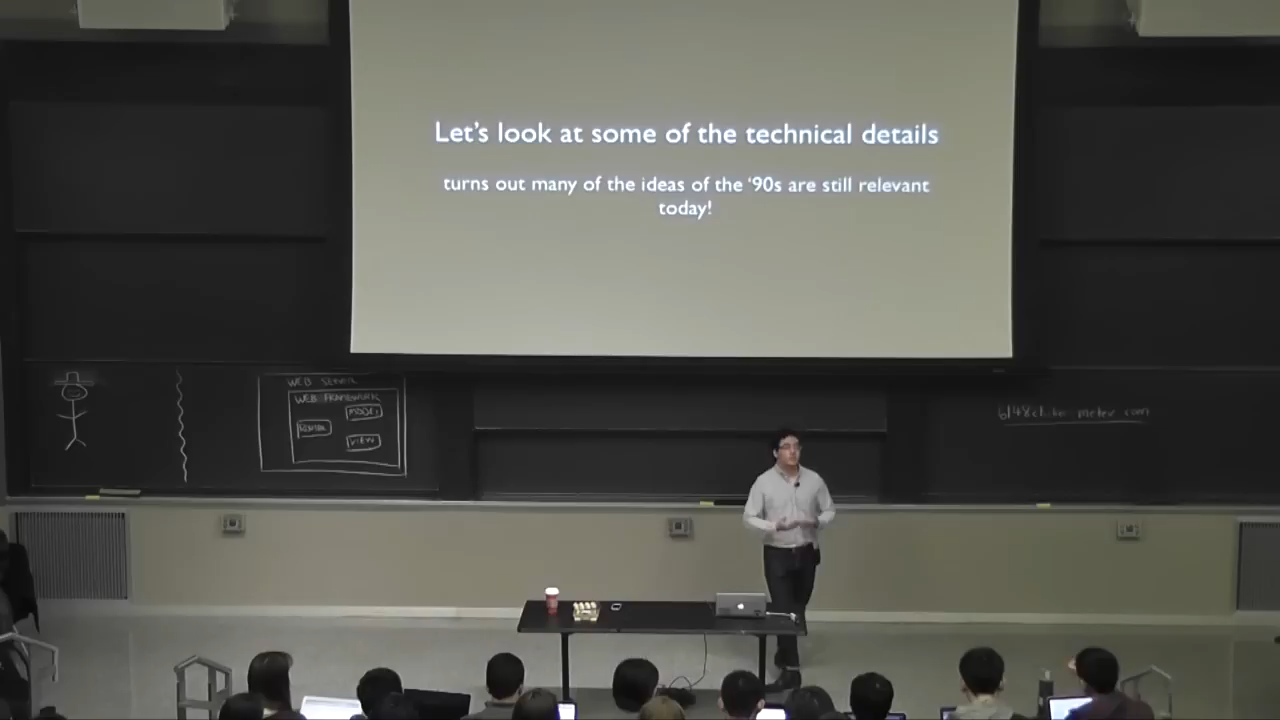 Let's look at some of the technical details
turns out many of the ideas of the '90s are still relevant
today!
WEB SERVER
WEB FRAMEWORK
MODEL
VIEW